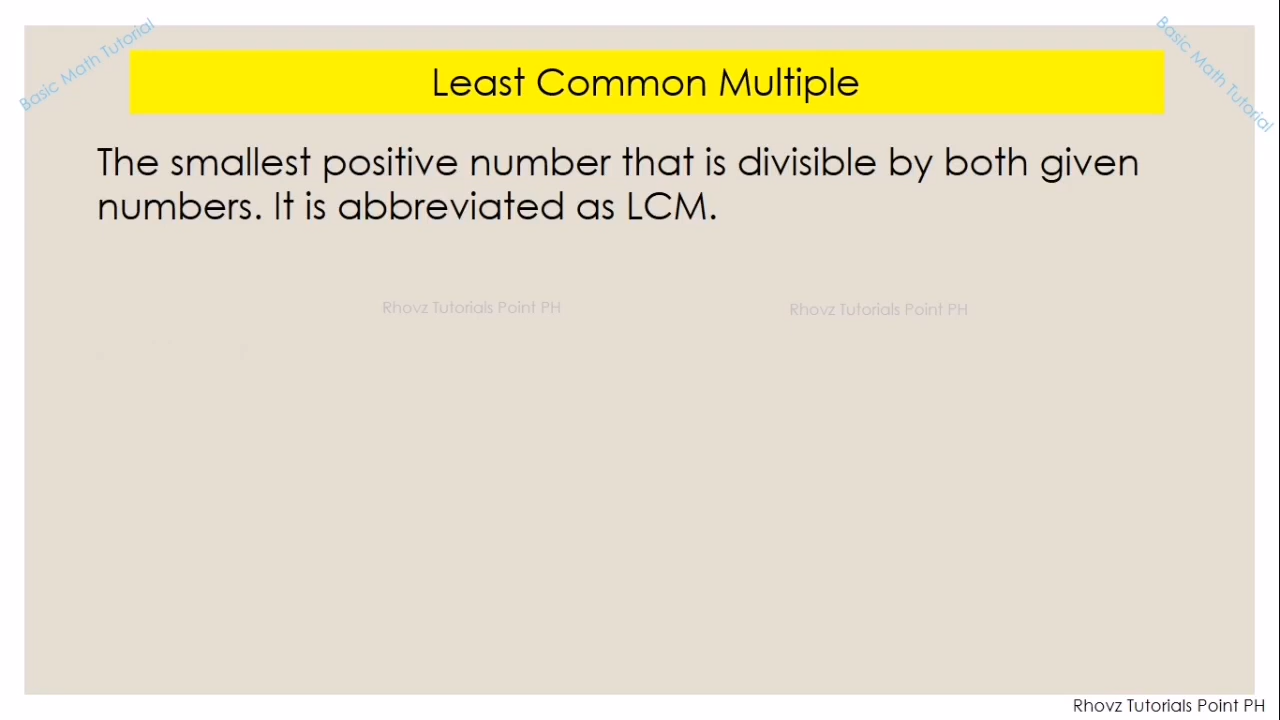 Basic Math Tutorial
Basic Math Tutorial
Least Common Multiple
The smallest positive number that is divisible by both given
numbers. It is abbreviated as LCM.
Rhovz Tutorials Point PH
Rhovz Tutorials Point PH
Rhovz Tutorials Point PH